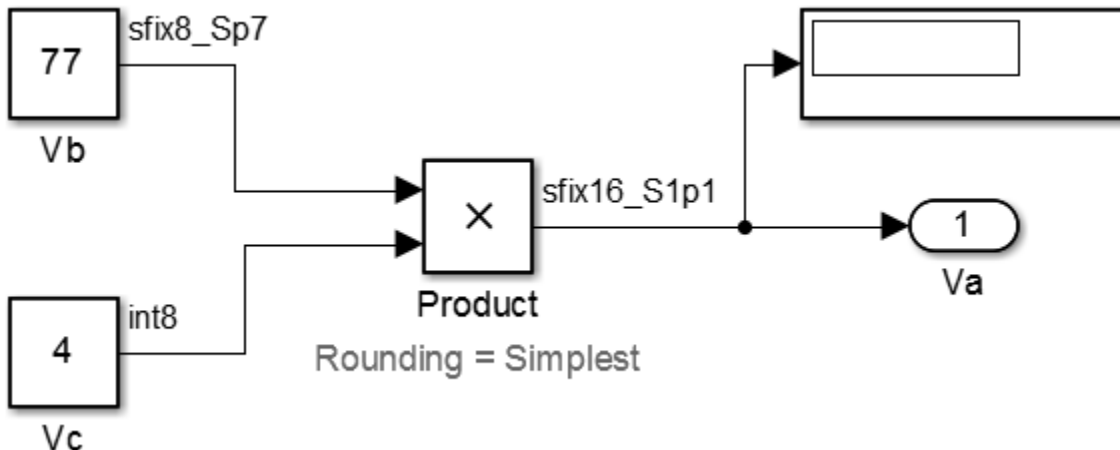 sfix8_Sp7
77
Vb
sfix16_S1p1
×
1
Va
Product
int8
4
Rounding = Simplest
Vc